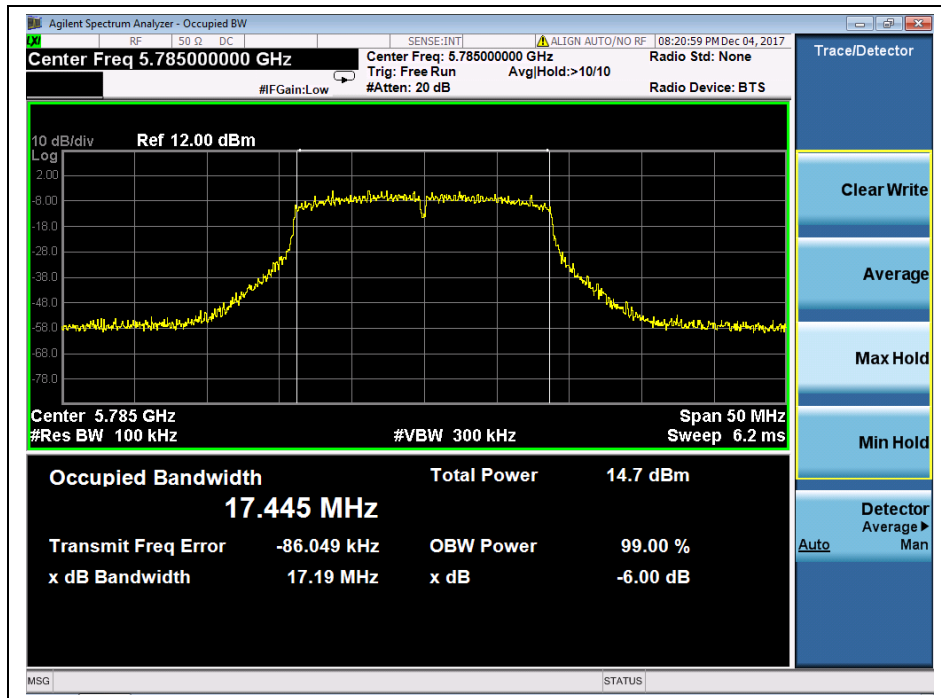 Agilent Spectrum Analyzer - Occupied BW
LXI RF 50 Ω DC SENSE:INT ALIGN AUTO/NO RF 08:20:59 PM Dec 04, 2017
Center Freq 5.785000000 GHz
Center Freq: 5.785000000 GHz
Radio Std: None
Trig: Free Run Avg|Hold:>10/10
#IFGain:Low
#Atten: 20 dB
Radio Device: BTS
Trace/Detector
10 dB/div Ref 12.00 dBm
Log
2.00
-8.00
-18.0
-28.0
-38.0
-48.0
-58.0
-68.0
-78.0
Center 5.785 GHz Span 50 MHz
#Res BW 100 kHz #VBW 300 kHz Sweep 6.2 ms
Occupied Bandwidth
17.445 MHz
Total Power 14.7 dBm
Transmit Freq Error -86.049 kHz
OBW Power 99.00 %
x dB Bandwidth 17.19 MHz
x dB -6.00 dB
Clear Write
Average
Max Hold
Min Hold
Detector
Average
Auto Man
MSG STATUS